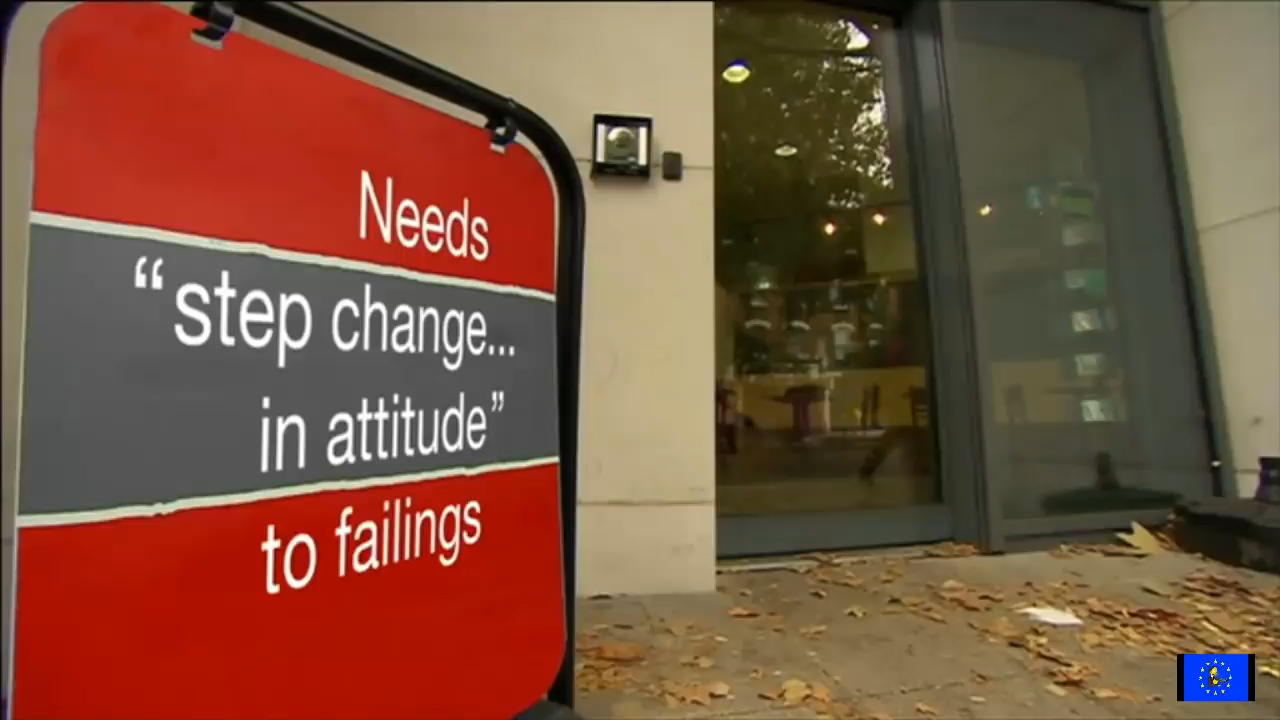 Needs
“step change...
in attitude”
to failings